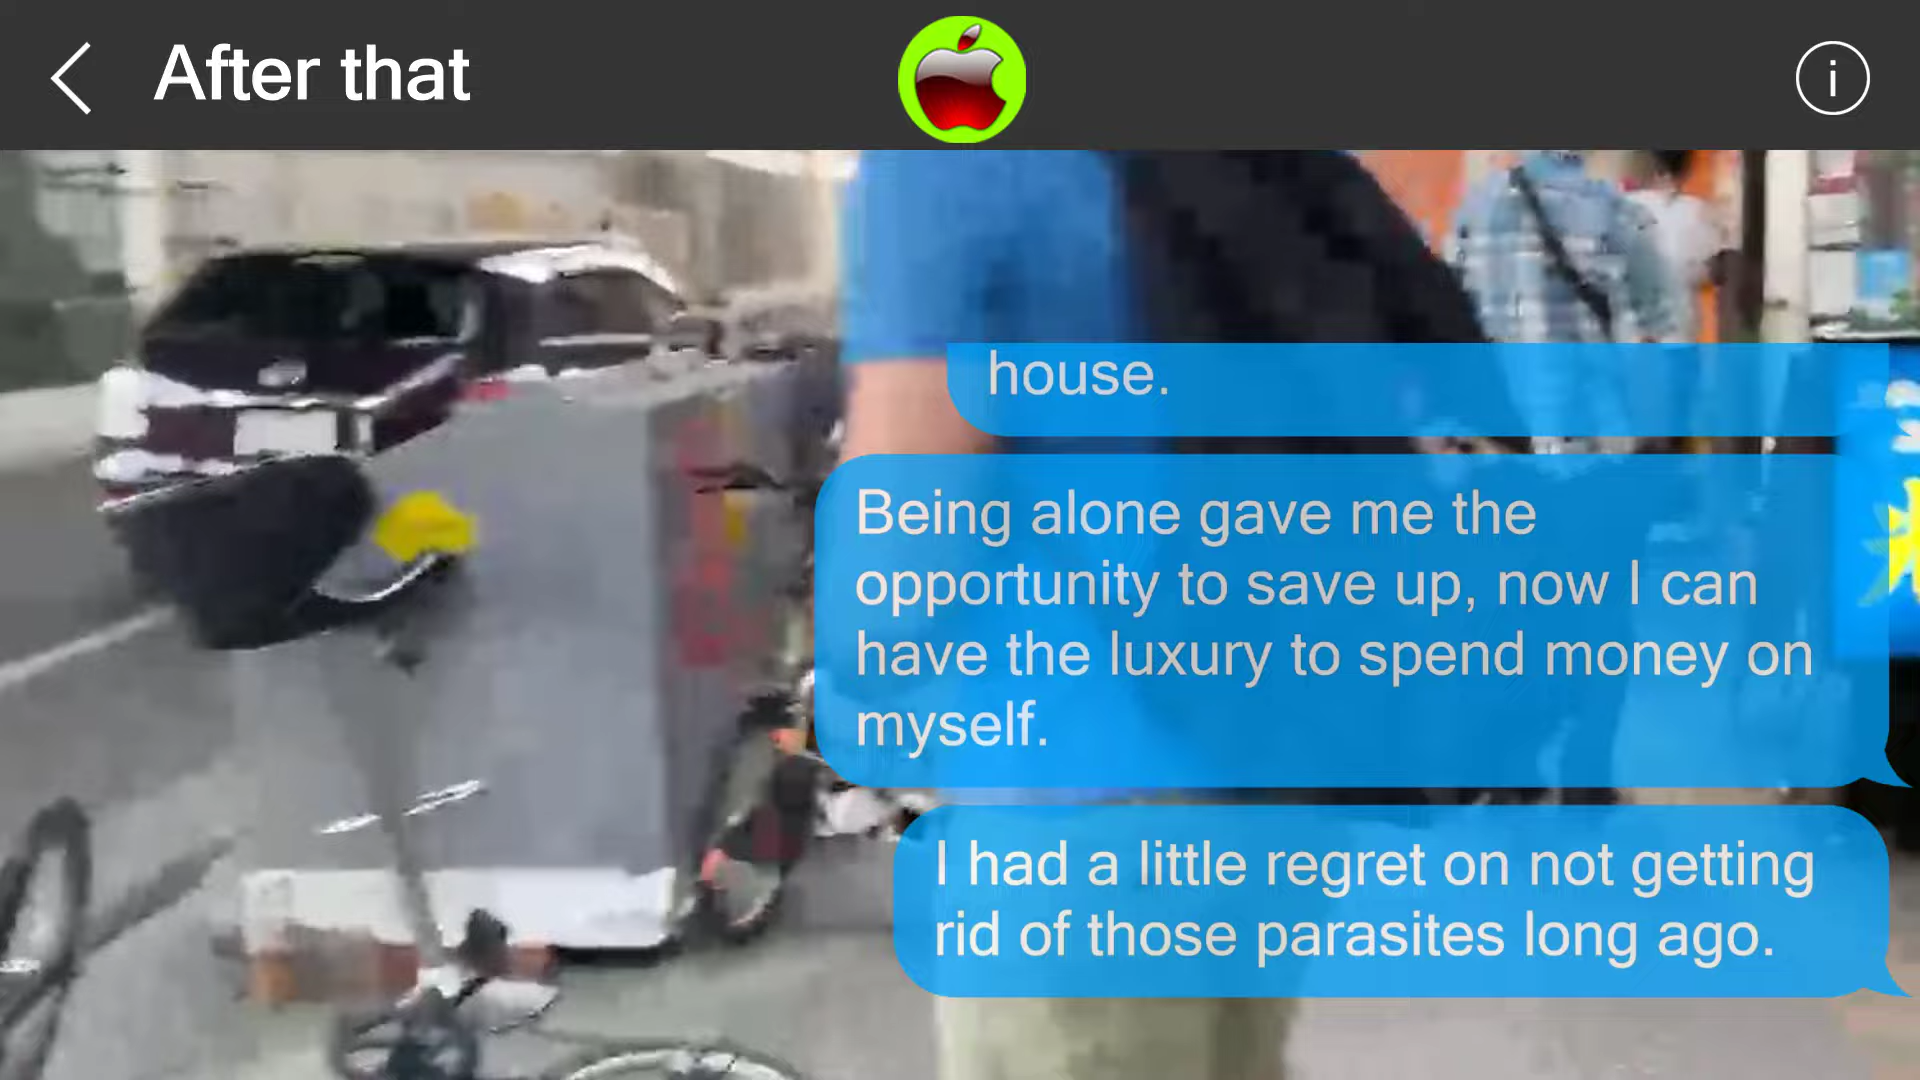 After that
house.
Being alone gave me the
opportunity to save up, now I can
have the luxury to spend money on
myself.
I had a little regret on not getting
rid of those parasites long ago.